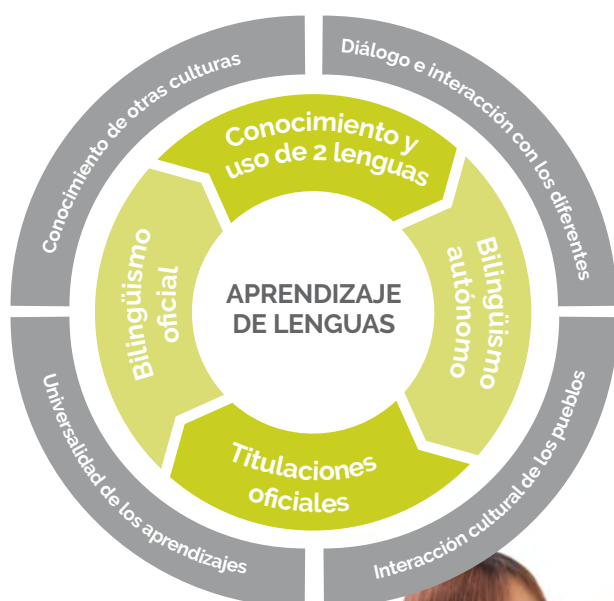 Conocimiento de otras culturas
Diálogo e interacción con los diferentes
Conocimiento y
uso de 2 lenguas
Bilingüismo
oficial
APRENDIZAJE
DE LENGUAS
Bilingüismo
autónomo
Titulaciones
oficiales
Universalidad de los aprendizajes
Interacción cultural de los pueblos